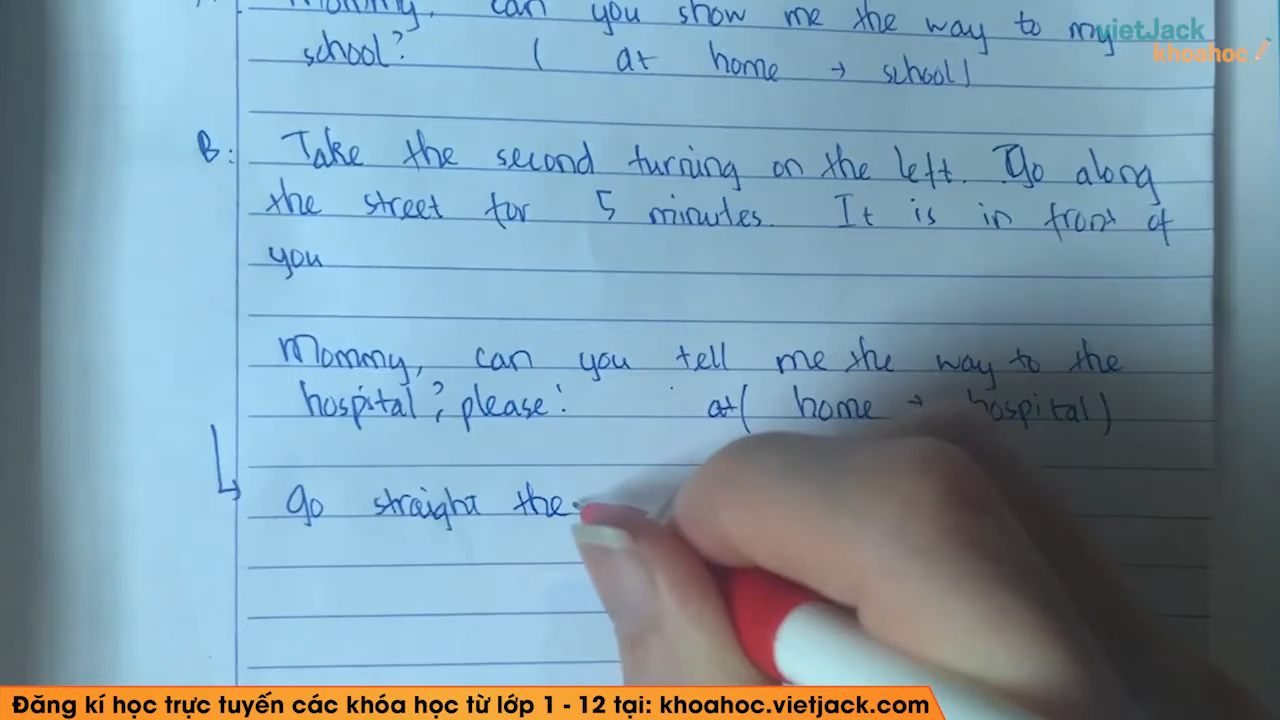 Mommy, can you show me the way to my
school? ( at home → school)
vietJack
khoahoc
B: Take the second turning on the left. Go along
the street for 5 minutes. It is in front of
you
Mommy, can you tell me the way to the
hospital?, please! at( home → hospital)
Go straight the
Đăng kí học trực tuyến các khóa học từ lớp 1 - 12 tại: khoahoc.vietjack.com